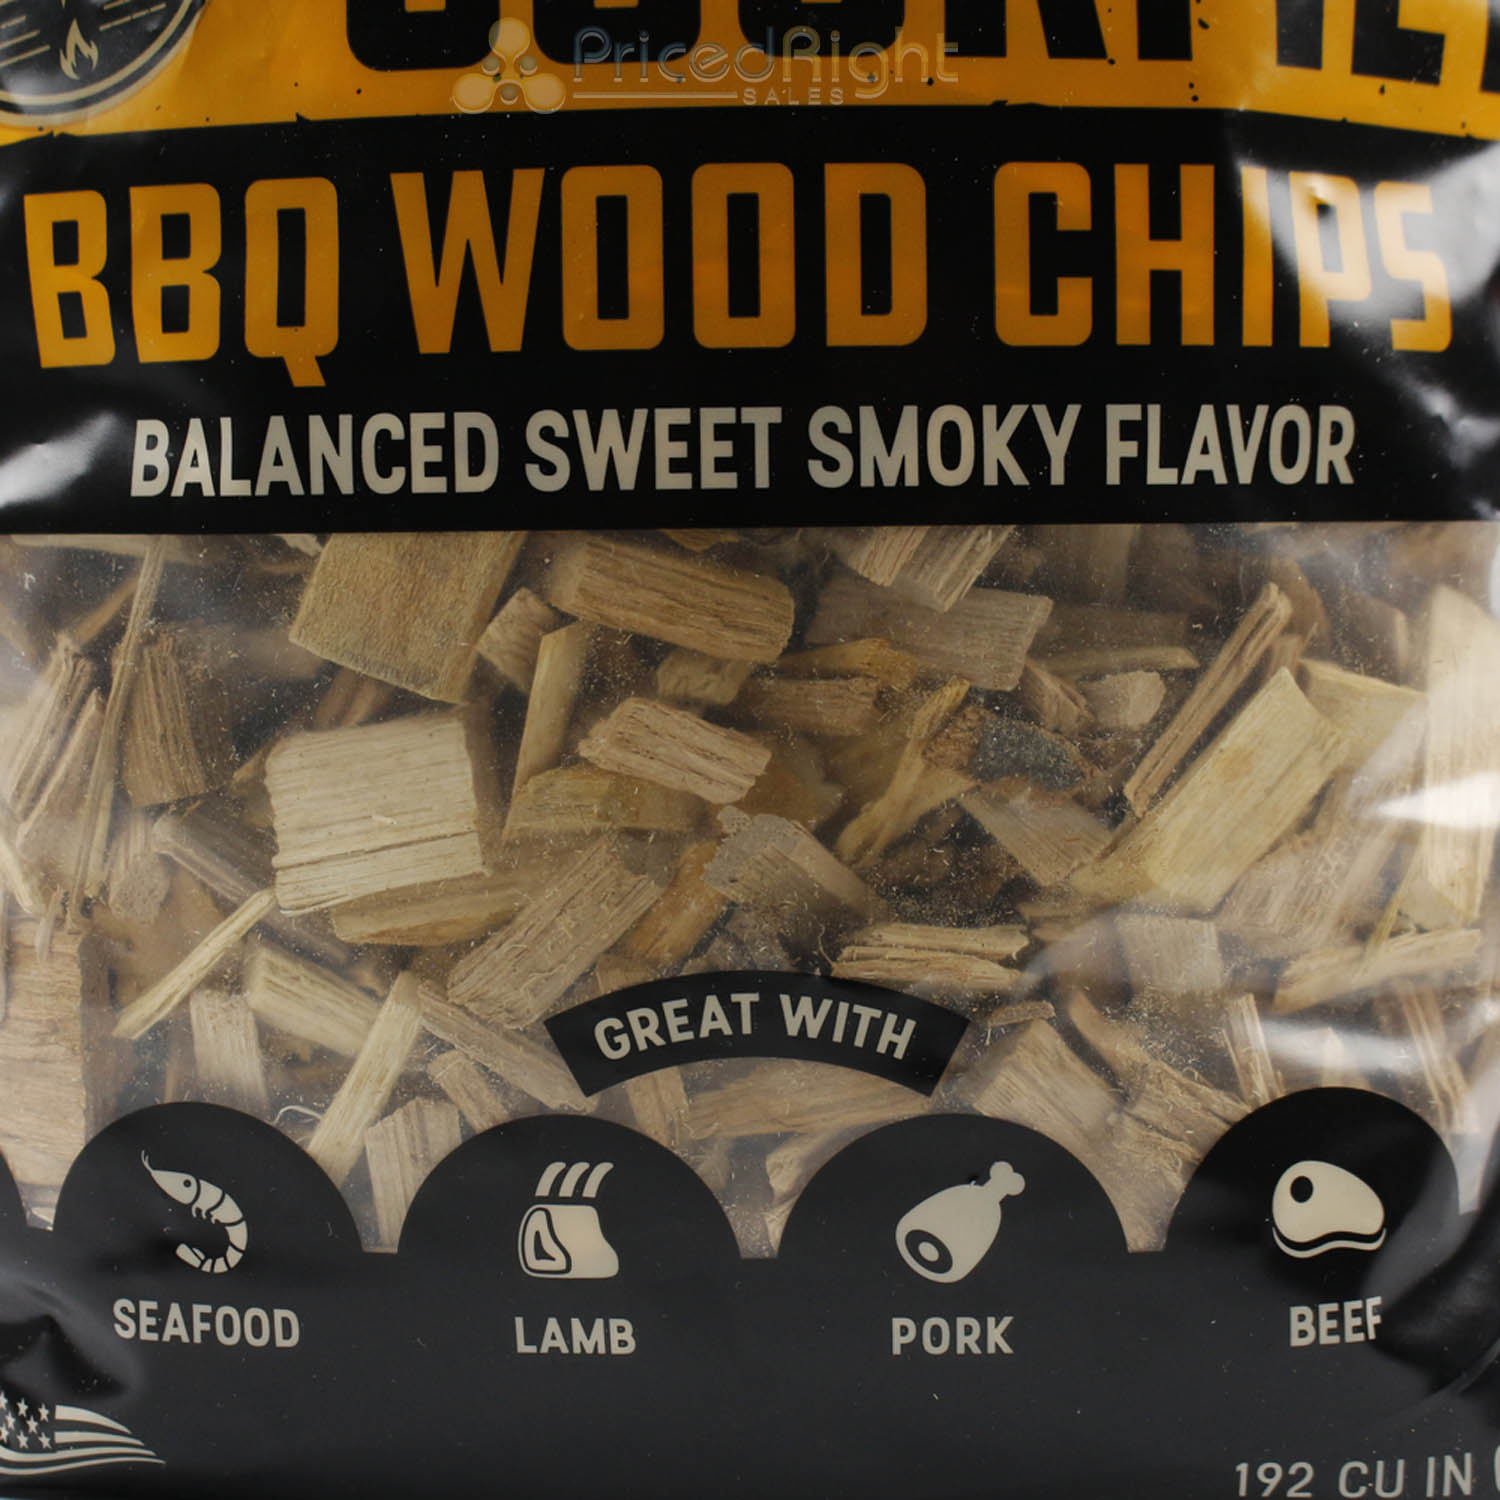 PricedRight
SALES
BBQ WOOD CHIPS
BALANCED SWEET SMOKY FLAVOR
GREAT WITH
SEAFOOD
LAMB
PORK
BEEF
192 CU IN